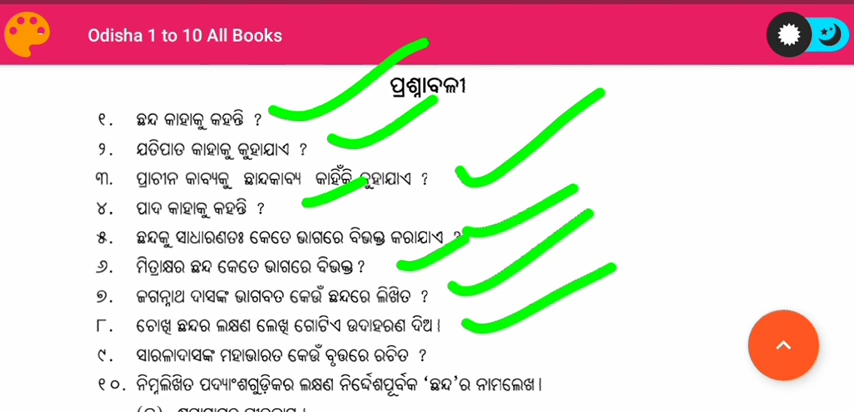 Odisha 1 to 10 All Books
ପ୍ରଶ୍ନାବଳୀ
୧. ଛନ୍ଦ କାହାକୁ କହନ୍ତି ?
୨. ଯତିପାତ କାହାକୁ କୁହାଯାଏ ?
୩. ପ୍ରାଚୀନ କାବ୍ୟକୁ ଛାନ୍ଦକାବ୍ୟ କାହିଁକି କୁହାଯାଏ ?
୪. ପାଦ କାହାକୁ କହନ୍ତି ?
୫. ଛନ୍ଦକୁ ସାଧାରଣତଃ କେତେ ଭାଗରେ ବିଭକ୍ତ କରାଯାଏ ?
୬. ମିତ୍ରାକ୍ଷର ଛନ୍ଦ କେତେ ଭାଗରେ ବିଭକ୍ତ ?
୭. ଜଗନ୍ନାଥ ଦାସଙ୍କ ଭାଗବତ କେଉଁ ଛନ୍ଦରେ ଲିଖିତ ?
୮. ଚୋଖି ଛନ୍ଦର ଲକ୍ଷଣ ଲେଖି ଗୋଟିଏ ଉଦାହରଣ ଦିଅ।
୯. ସାରଳାଦାସଙ୍କ ମହାଭାରତ କେଉଁ ବୃତ୍ତରେ ରଚିତ ?
୧୦. ନିମ୍ନଲିଖିତ ପଦ୍ୟାଂଶଗୁଡ଼ିକର ଲକ୍ଷଣ ନିର୍ଦ୍ଦେଶପୂର୍ବକ ‘ଛନ୍ଦ’ର ନାମଲେଖ।